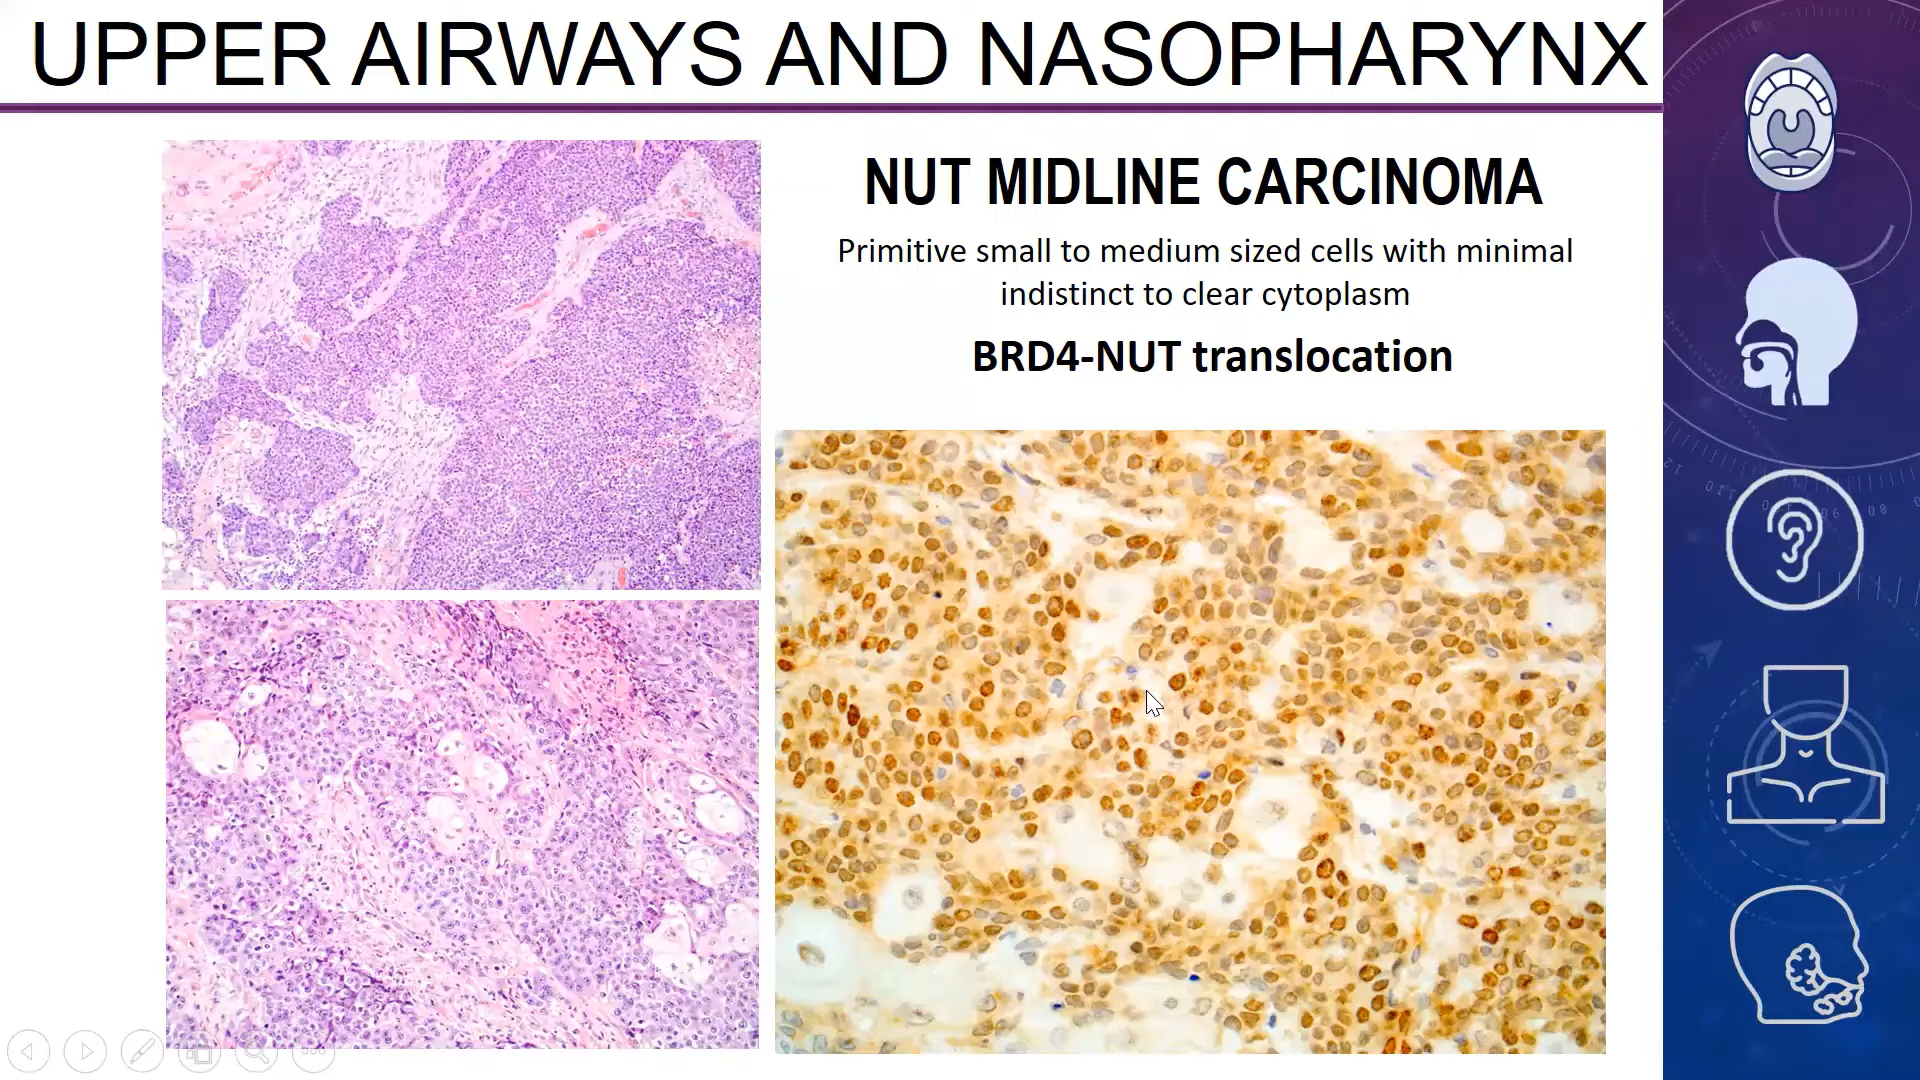 UPPER AIRWAYS AND NASOPHARYNX
NUT MIDLINE CARCINOMA
Primitive small to medium sized cells with minimal
indistinct to clear cytoplasm
BRD4-NUT translocation